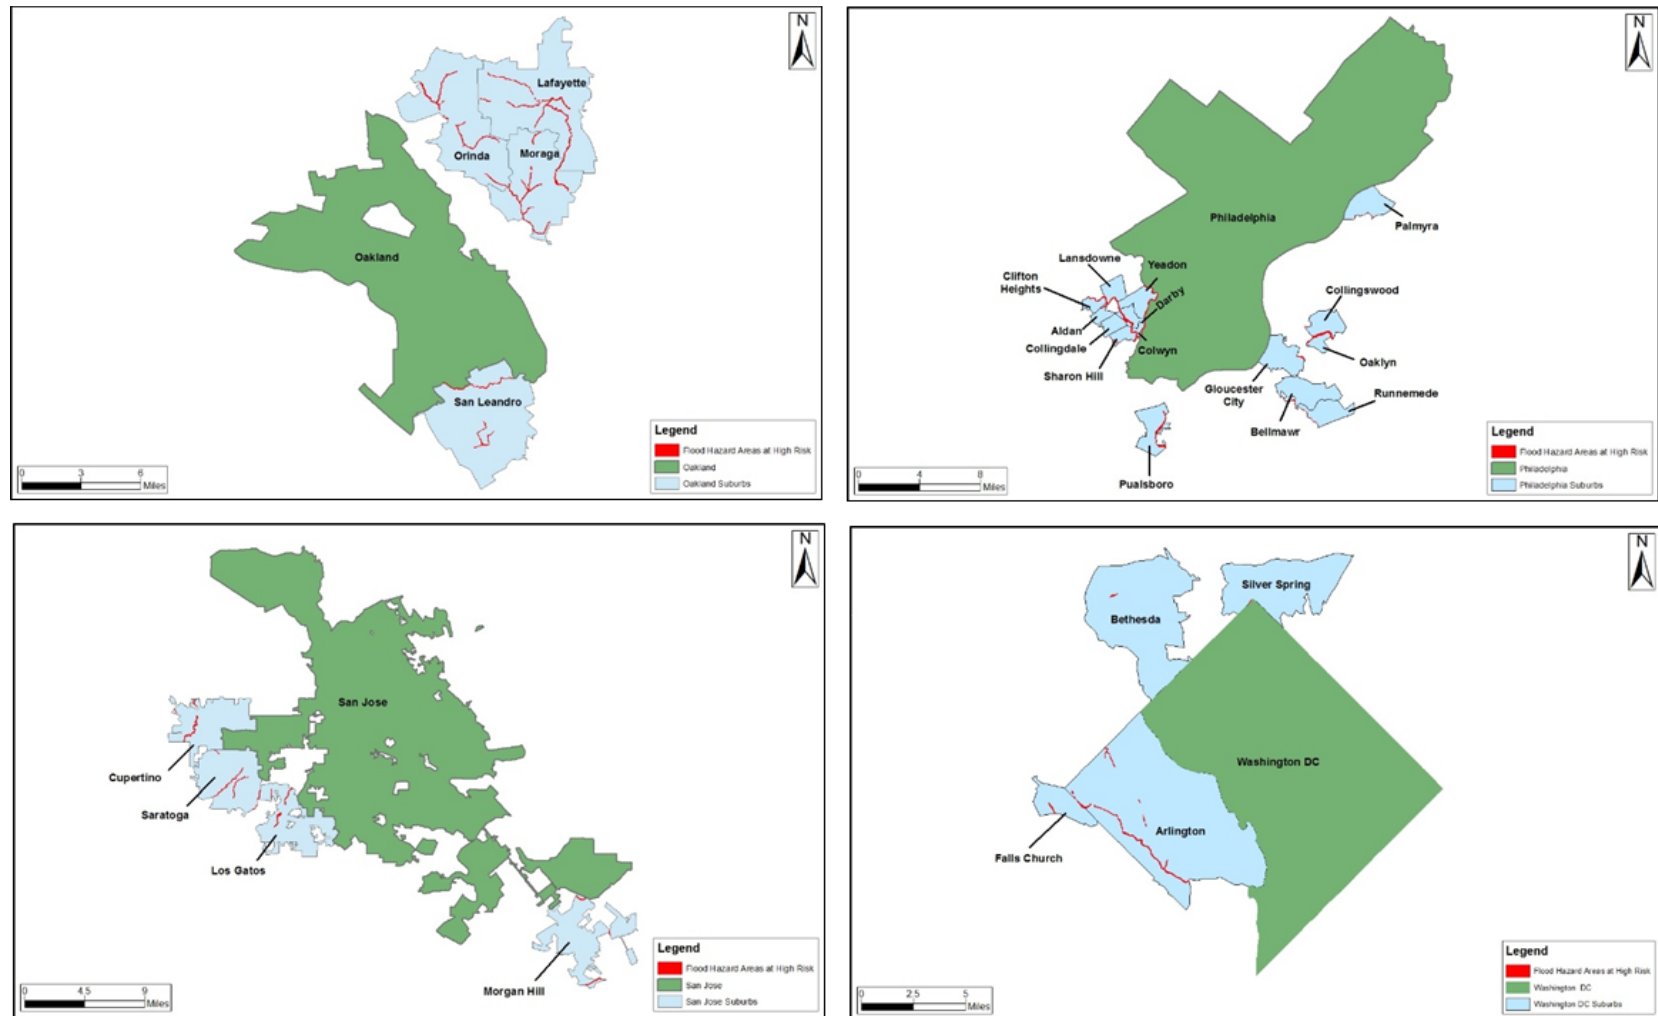 N
Lafayette
Orinda
Moraga
Oakland
San Leandro
Legend
Flood Hazard Areas at High Risk
Oakland
Oakland Suburbs
0 3 6
Miles
N
Philadelphia
Palmyra
Lansdowne
Yeadon
Clifton
Heights
Darby
Collingswood
Aldan
Collingdale
Colwyn
Oaklyn
Sharon Hill
Gloucester
City
Runnemede
Bellmawr
Pualsboro
Legend
Flood Hazard Areas at High Risk
Philadelphia
Philadelphia Suburbs
0 4 8
Miles
N
San Jose
Cupertino
Saratoga
Los Gatos
Morgan Hill
Legend
Flood Hazard Areas at High Risk
San Jose
San Jose Suburbs
0 4.5 9
Miles
N
Silver Spring
Bethesda
Washington DC
Arlington
Falls Church
Legend
Flood Hazard Areas at High Risk
Washington DC
Washington DC Suburbs
0 2.5 5
Miles